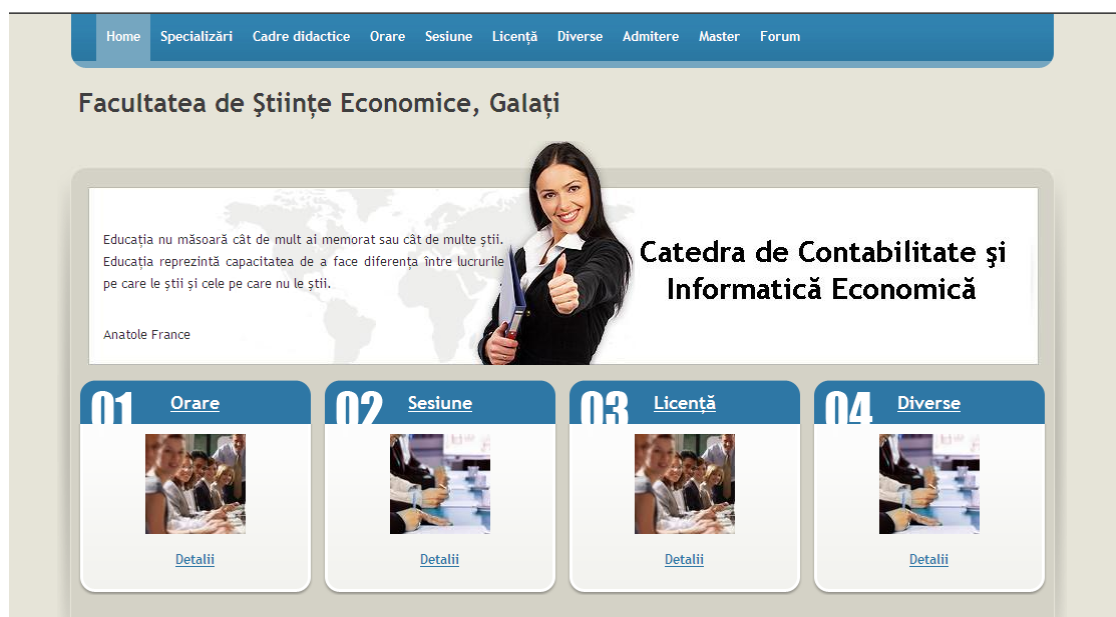 Home Specializări Cadre didactice Orare Sesiune Licență Diverse Admitere Master Forum
Facultatea de Ştiințe Economice, Galați
Educația nu măsoară cât de mult ai memorat sau cât de multe ştii.
Educația reprezintă capacitatea de a face diferența între lucrurile
pe care le ştii și cele pe care nu le ştii.
Anatole France
Catedra de Contabilitate şi
Informatică Economică
01 Orare
Detalii
02 Sesiune
Detalii
03 Licență
Detalii
04 Diverse
Detalii